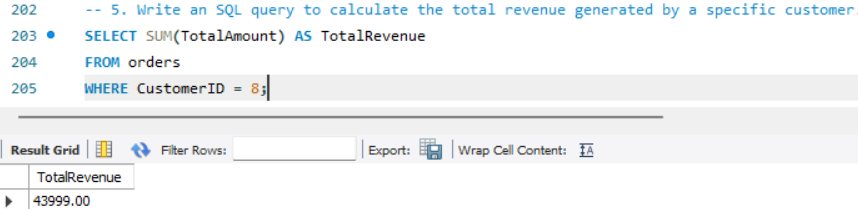 202 -- 5. Write an SQL query to calculate the total revenue generated by a specific customer.
203 SELECT SUM(TotalAmount) AS TotalRevenue
204 FROM orders
205 WHERE CustomerID = 8;
Result Grid Filter Rows: Export: Wrap Cell Content: IA
TotalRevenue
43999.00